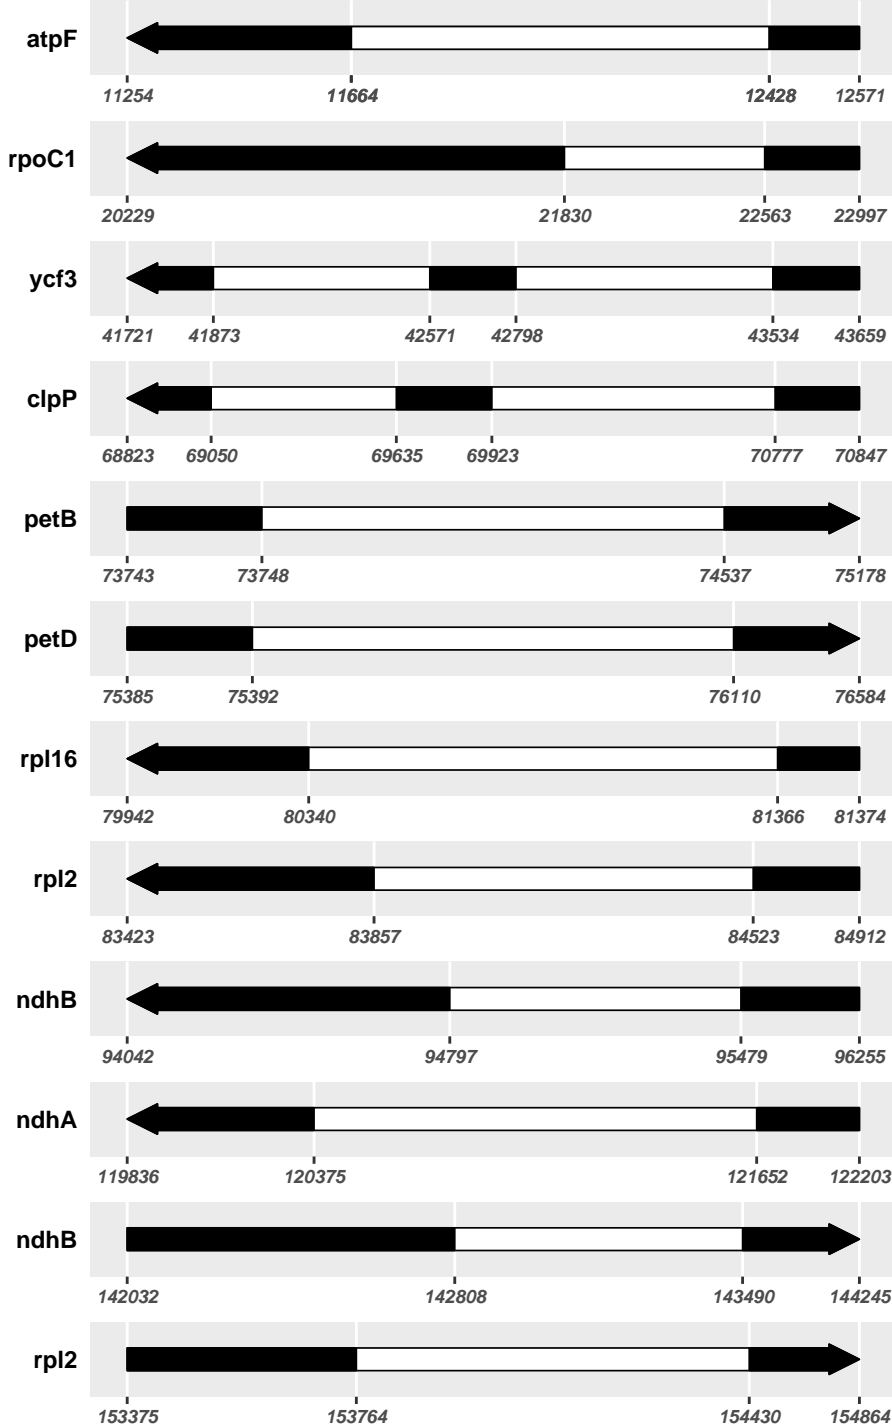 atpF
11254 11664 12428 12571
rpoC1
20229 21830 22563 22997
ycf3
41721 41873 42571 42798 43534 43659
clpP
68823 69050 69635 69923 70777 70847
petB
73743 73748 74537 75178
petD
75385 75392 76110 76584
rpl16
79942 80340 81366 81374
rpl2
83423 83857 84523 84912
ndhB
94042 94797 95479 96255
ndhA
119836 120375 121652 122203
ndhB
142032 142808 143490 144245
rpl2
153375 153764 154430 154864